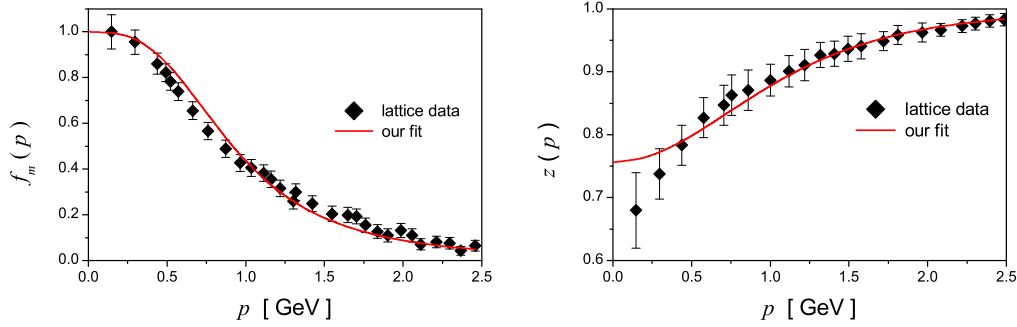 1.0
0.8
0.6
0.4
0.2
0.0
f_m ( p )
lattice data
our fit
0.0 0.5 1.0 1.5 2.0 2.5
p [ GeV ]
1.0
0.9
0.8
0.7
0.6
z ( p )
lattice data
our fit
0.0 0.5 1.0 1.5 2.0 2.5
p [ GeV ]